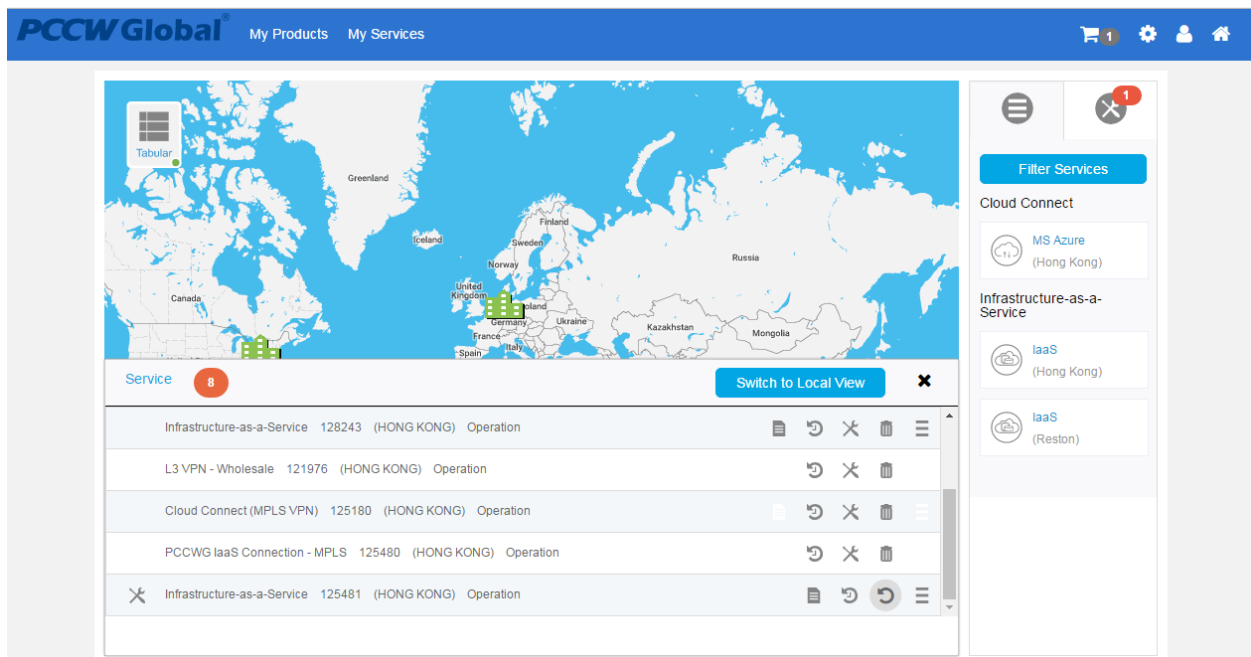 PCCW Global®
My Products My Services
1
Tabular
Greenland
Iceland
Finland
Sweden
Norway
Russia
United
Kingdom
oland
Germany
Ukraine
France
Italy
Spain
Canada
Kazakhstan
Mongolia
Service 8 Switch to Local View
Infrastructure-as-a-Service 128243 (HONG KONG) Operation
L3 VPN - Wholesale 121976 (HONG KONG) Operation
Cloud Connect (MPLS VPN) 125180 (HONG KONG) Operation
PCCWG IaaS Connection - MPLS 125480 (HONG KONG) Operation
Infrastructure-as-a-Service 125481 (HONG KONG) Operation
1
Filter Services
Cloud Connect
MS Azure
(Hong Kong)
Infrastructure-as-a-
Service
IaaS
(Hong Kong)
IaaS
(Reston)